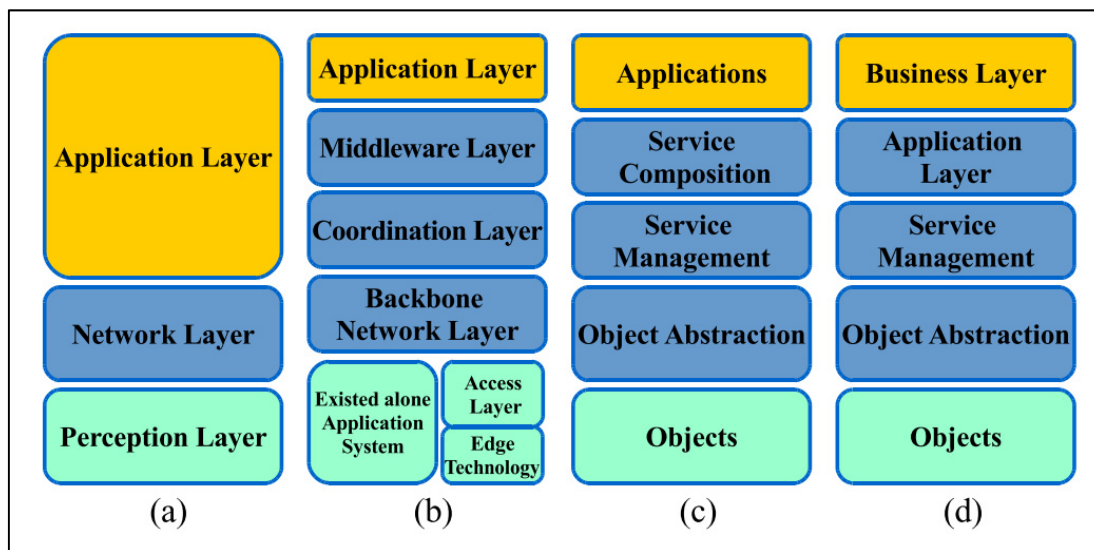 Application Layer
Network Layer
Perception Layer
(a)
Application Layer
Middleware Layer
Coordination Layer
Backbone
Network Layer
Existed alone
Application
System
Access
Layer
Edge
Technology
(b)
Applications
Service
Composition
Service
Management
Object Abstraction
Objects
(c)
Business Layer
Application
Layer
Service
Management
Object Abstraction
Objects
(d)